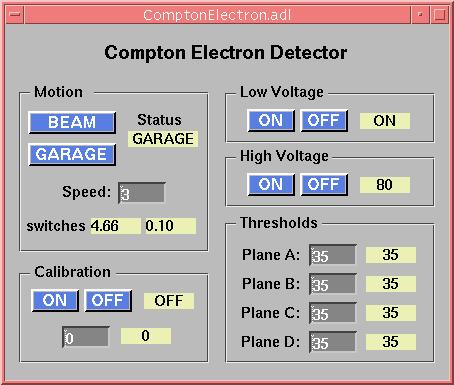 ComptonElectron.adl
Compton Electron Detector
Motion
BEAM
Status
GARAGE
GARAGE
Speed: 3
switches 4.66 0.10
Calibration
ON OFF OFF
0 0
Low Voltage
ON OFF ON
High Voltage
ON OFF 80
Thresholds
Plane A: 35 35
Plane B: 35 35
Plane C: 35 35
Plane D: 35 35